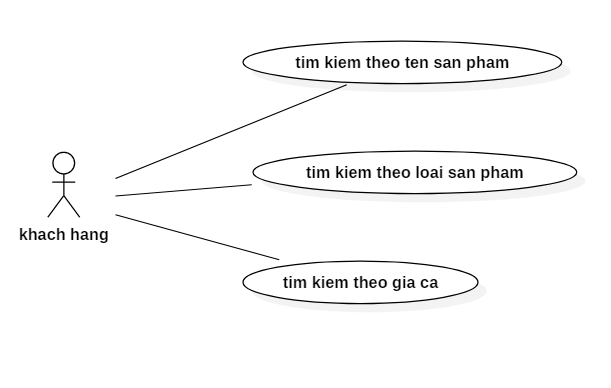 tim kiem theo ten san pham
tim kiem theo loai san pham
khach hang
tim kiem theo gia ca